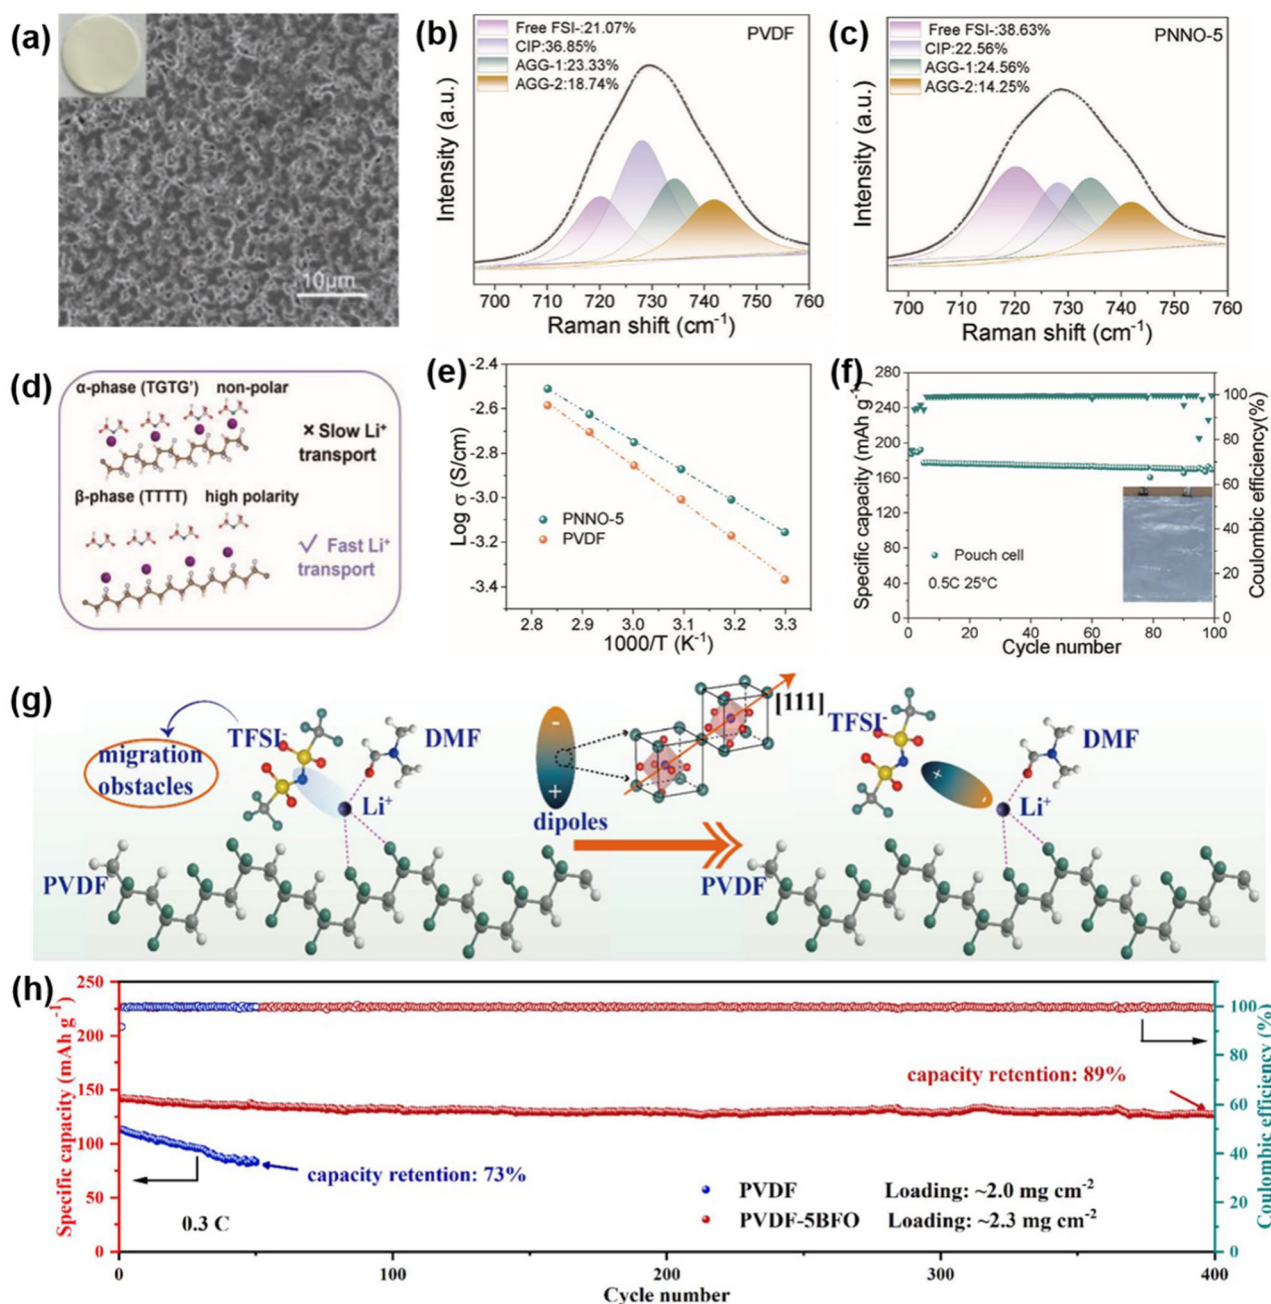 (a)
10μm
(b)
Free FSI-:21.07%
CIP:36.85%
AGG-1:23.33%
AGG-2:18.74%
PVDF
Intensity (a.u.)
700 710 720 730 740 750 760
Raman shift (cm-1)
(c)
Free FSI-:38.63%
CIP:22.56%
AGG-1:24.56%
AGG-2:14.25%
PNNO-5
Intensity (a.u.)
700 710 720 730 740 750 760
Raman shift (cm-1)
(d)
α-phase (TGTG') non-polar
× Slow Li+
transport
β-phase (TTTT) high polarity
√ Fast Li+
transport
(e)
Log σ (S/cm)
-2.4
-2.6
-2.8
-3.0
-3.2
-3.4
PNNO-5
PVDF
2.8 2.9 3.0 3.1 3.2 3.3
1000/T (K-1)
(f)
Specific capacity (mAh g-1)
280
240
200
160
120
80
40
0
Pouch cell
0.5C 25°C
0 20 40 60 80 100
Cycle number
100
80
60
40
20
0
Coulombic efficiency(%)
(g)
migration
obstacles
TFSI-
DMF
Li+
PVDF
-
+
dipoles
[111]
TFSI-
DMF
+
-
Li+
PVDF
(h)
Specific capacity (mAh g-1)
250
225
200
175
150
125
100
75
50
25
0
capacity retention: 89%
capacity retention: 73%
0.3 C
PVDF Loading: ~2.0 mg cm-2
PVDF-5BFO Loading: ~2.3 mg cm-2
0 100 200 300 400
Cycle number
100
80
60
40
20
0
Coulombic efficiency (%)